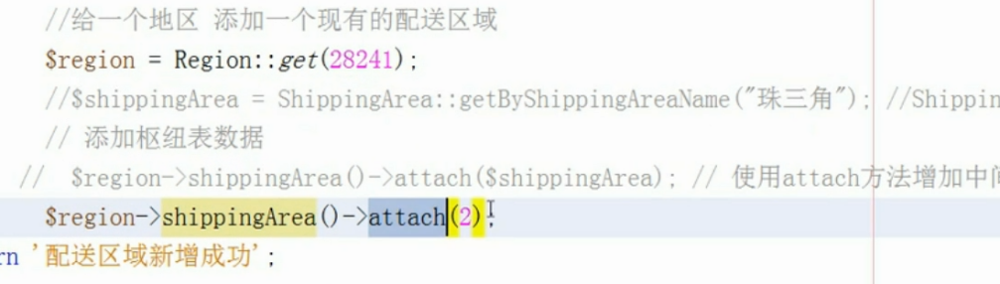 //给一个地区 添加一个现有的配送区域
$region = Region::get(28241);
//$shippingArea = ShippingArea::getByShippingAreaName("珠三角"); //Shippin
// 添加枢纽表数据
// $region->shippingArea()->attach($shippingArea); // 使用attach方法增加中间
$region->shippingArea()->attach(2);
rn '配送区域新增成功';